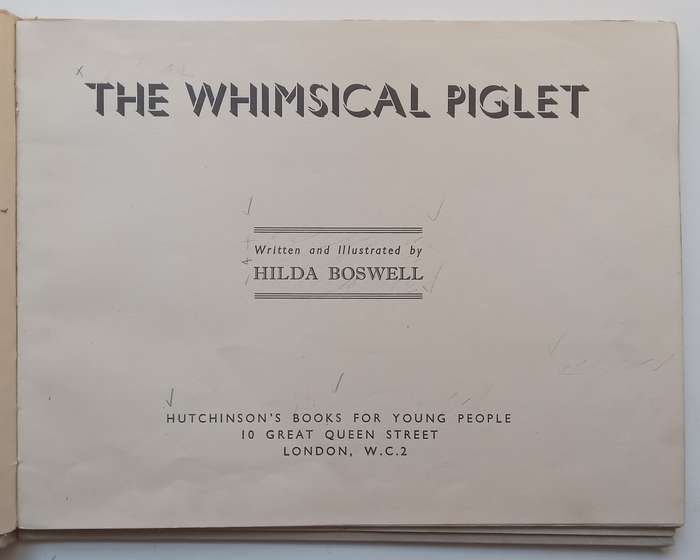 THE WHIMSICAL PIGLET
Written and Illustrated by
HILDA BOSWELL
HUTCHINSON'S BOOKS FOR YOUNG PEOPLE
10 GREAT QUEEN STREET
LONDON, W.C.2